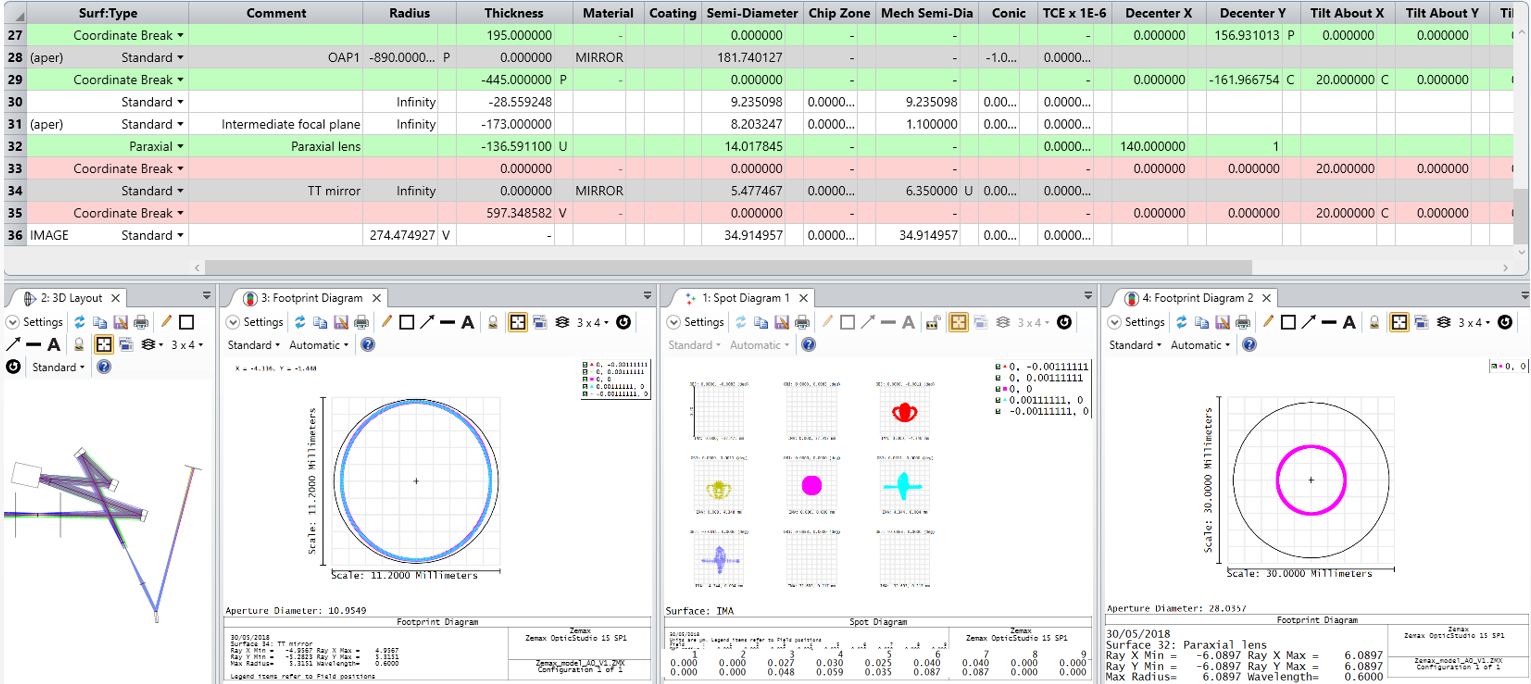 Surf:Type Comment Radius Thickness Material Coating Semi-Diameter Chip Zone Mech Semi-Dia Conic TCE x 1E-6 Decenter X Decenter Y Tilt About X Tilt About Y
27 Coordinate Break 195.000000 - 0.000000 - - - 0.000000 156.931013 P 0.000000 0.000000
28 (aper) Standard OAP1 -890.0000... P 0.000000 MIRROR 181.740127 - - -1.0... 0.0000...
29 Coordinate Break -445.000000 P - 0.000000 - - - 0.000000 -161.966754 C 20.000000 C 0.000000
30 Standard Infinity -28.559248 9.235098 0.0000... 9.235098 0.00... 0.0000...
31 (aper) Standard Intermediate focal plane Infinity -173.000000 8.203247 0.0000... 1.100000 0.00... 0.0000...
32 Paraxial Paraxial lens -136.591100 U 14.017845 - - 0.0000... 140.000000 1
33 Coordinate Break 0.000000 - 0.000000 - - - 0.000000 0.000000 20.000000 0.000000
34 Standard TT mirror Infinity 0.000000 MIRROR 5.477467 0.0000... 6.350000 U 0.00... 0.0000...
35 Coordinate Break 597.348582 V - 0.000000 - - - 0.000000 0.000000 20.000000 C 0.000000
36 IMAGE Standard 274.474927 V - 34.914957 0.0000... 34.914957 0.00... 0.0000...
2: 3D Layout
Settings
3 x 4
Standard
3: Footprint Diagram
Settings
3 x 4
Standard Automatic
0, -0.00111111
0, 0.00111111
0, 0
0.00111111, 0
-0.00111111, 0
Scale: 11.2000 Millimeters
Scale: 11.2000 Millimeters
Aperture Diameter: 10.9549
Footprint Diagram
30/05/2018
Surface 34: TT mirror
Ray X Min = -4.9567 Ray X Max = 4.9567
Ray Y Min = -5.2823 Ray Y Max = 5.3151
Max Radius= 5.3151 Wavelength= 0.6000
Legend items refer to Field positions
Zemax
Zemax OpticStudio 15 SP1
Zemax_model_AO_V1.ZMX
Configuration 1 of 1
1: Spot Diagram 1
Settings
3 x 4
Standard Automatic
0, -0.00111111
0, 0.00111111
0, 0
0.00111111, 0
-0.00111111, 0
Surface: IMA
Spot Diagram
30/05/2018
Units are µm. Legend items refer to Field positions
Zemax
Zemax OpticStudio 15 SP1
1 2 3 4 5 6 7 8 9
0.000 0.000 0.027 0.030 0.025 0.040 0.040 0.000 0.000
0.000 0.000 0.048 0.059 0.035 0.087 0.087 0.000 0.000
4: Footprint Diagram 2
Settings
3 x 4
Standard Automatic
0, 0
Scale: 30.0000 Millimeters
Scale: 30.0000 Millimeters
Aperture Diameter: 28.0357
Footprint Diagram
30/05/2018
Surface 32: Paraxial lens
Ray X Min = -6.0897 Ray X Max = 6.0897
Ray Y Min = -6.0897 Ray Y Max = 6.0897
Max Radius= 6.0897 Wavelength= 0.6000
Zemax
Zemax OpticStudio 15 SP1
Zemax_model_AO_V1.ZMX
Configuration 1 of 1